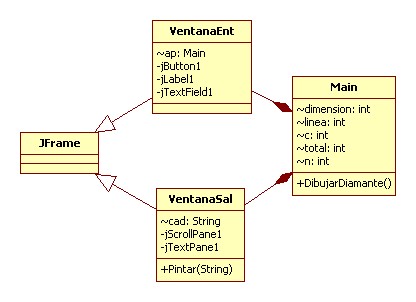 VentanaEnt
~ap: Main
-jButton1
-jLabel1
-jTextField1
Main
~dimension: int
~linea: int
~c: int
~total: int
~n: int
+DibujarDiamante()
JFrame
VentanaSal
~cad: String
-jScrollPane1
-jTextPane1
+Pintar(String)